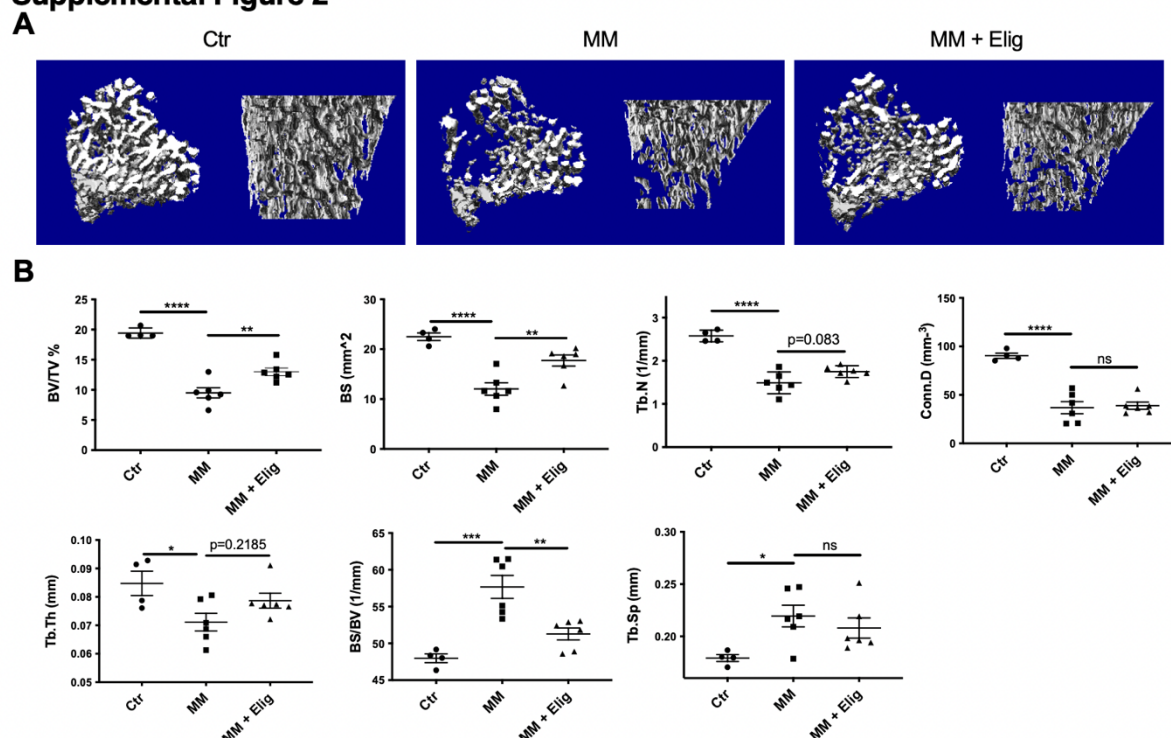 Supplemental Figure 2
A
Ctr
MM
MM + Elig
B
25
20
15
10
5
0
BV/TV %
****
**
Ctr
MM
MM + Elig
30
20
10
0
BS (mm^2
****
**
Ctr
MM
MM + Elig
3
2
1
0
Tb.N (1/mm)
****
p=0.083
Ctr
MM
MM + Elig
150
100
50
0
Conn.D (mm-³)
****
ns
Ctr
MM
MM + Elig
0.10
0.09
0.08
0.07
0.06
0.05
Tb.Th (mm)
*
p=0.2185
Ctr
MM
MM + Elig
65
60
55
50
45
BS/BV (1/mm)
***
**
Ctr
MM
MM + Elig
0.30
0.25
0.20
Tb.Sp (mm)
*
ns
Ctr
MM
MM + Elig